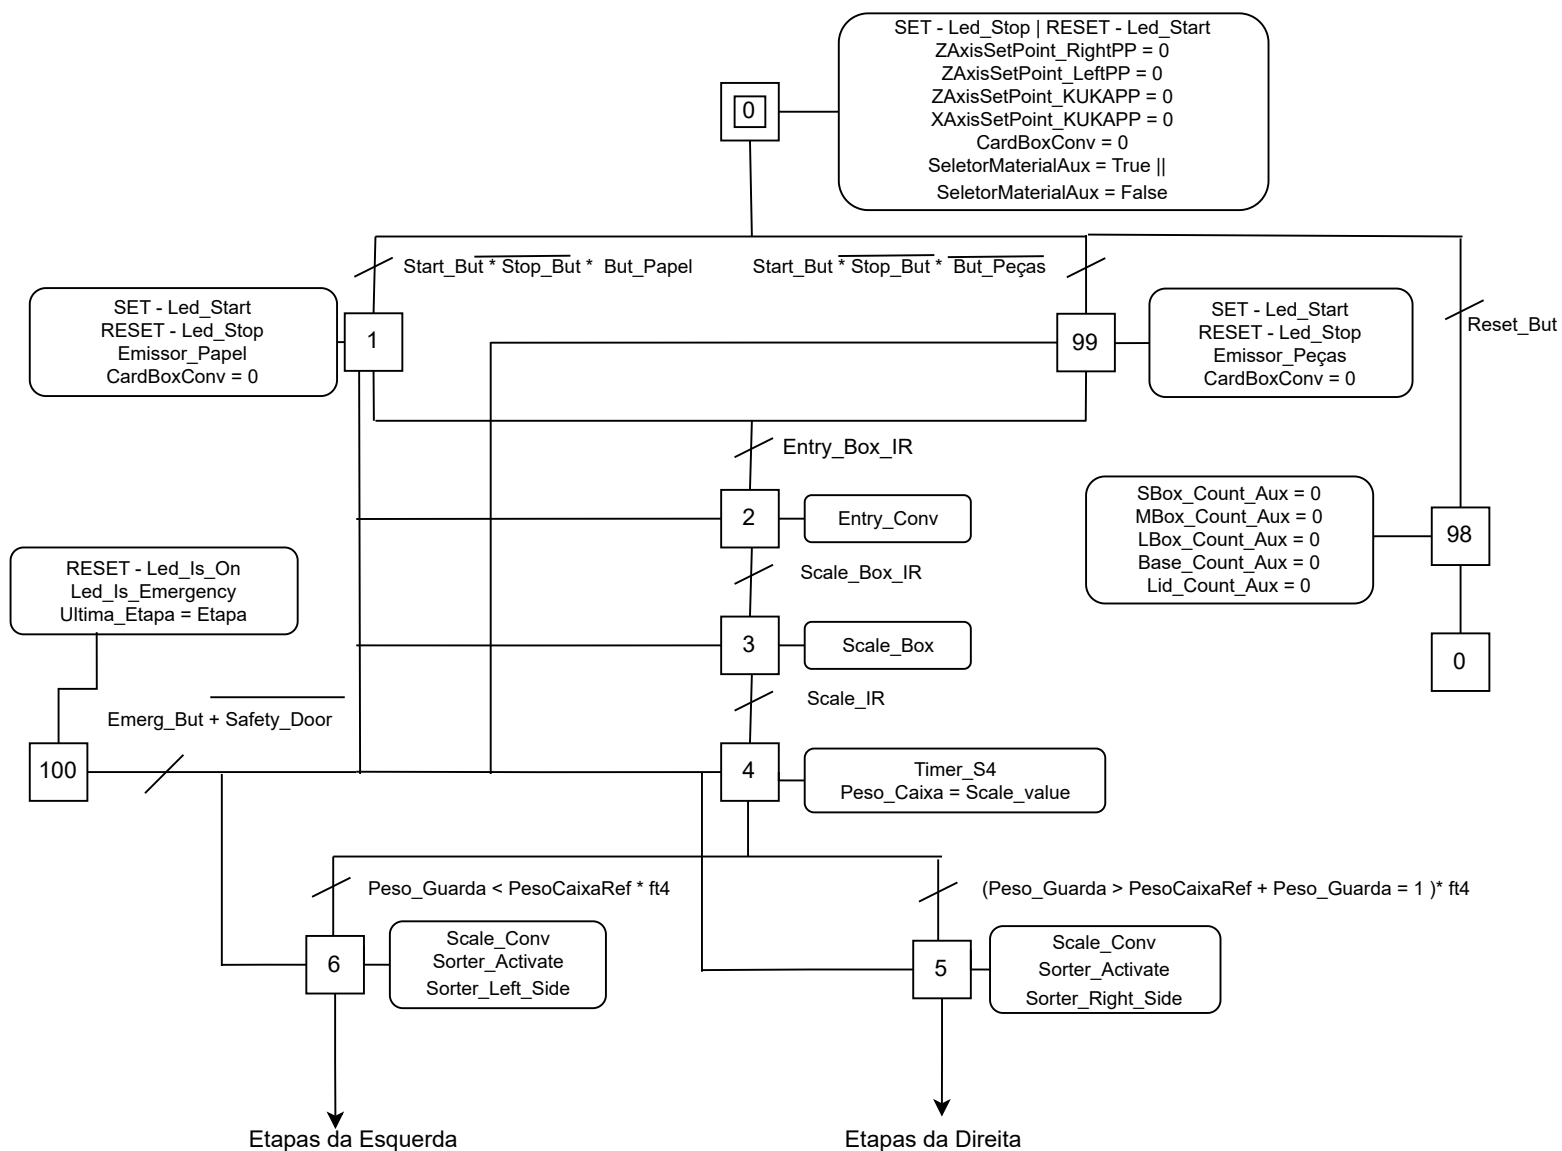 SET - Led_Stop | RESET - Led_Start
ZAxisSetPoint_RightPP = 0
ZAxisSetPoint_LeftPP = 0
ZAxisSetPoint_KUKAPP = 0
XAxisSetPoint_KUKAPP = 0
CardBoxConv = 0
SeletorMaterialAux = True ||
SeletorMaterialAux = False
0
Start_But * Stop_But * But_Papel
Start_But * Stop_But * But_Peças
Reset_But
SET - Led_Start
RESET - Led_Stop
Emissor_Papel
CardBoxConv = 0
1
99
SET - Led_Start
RESET - Led_Stop
Emissor_Peças
CardBoxConv = 0
Entry_Box_IR
2
Entry_Conv
SBox_Count_Aux = 0
MBox_Count_Aux = 0
LBox_Count_Aux = 0
Base_Count_Aux = 0
Lid_Count_Aux = 0
98
Scale_Box_IR
RESET - Led_Is_On
Led_Is_Emergency
Ultima_Etapa = Etapa
3
Scale_Box
0
Scale_IR
Emerg_But + Safety_Door
100
4
Timer_S4
Peso_Caixa = Scale_value
Peso_Guarda < PesoCaixaRef * ft4
(Peso_Guarda > PesoCaixaRef + Peso_Guarda = 1 )* ft4
6
Scale_Conv
Sorter_Activate
Sorter_Left_Side
5
Scale_Conv
Sorter_Activate
Sorter_Right_Side
Etapas da Esquerda
Etapas da Direita